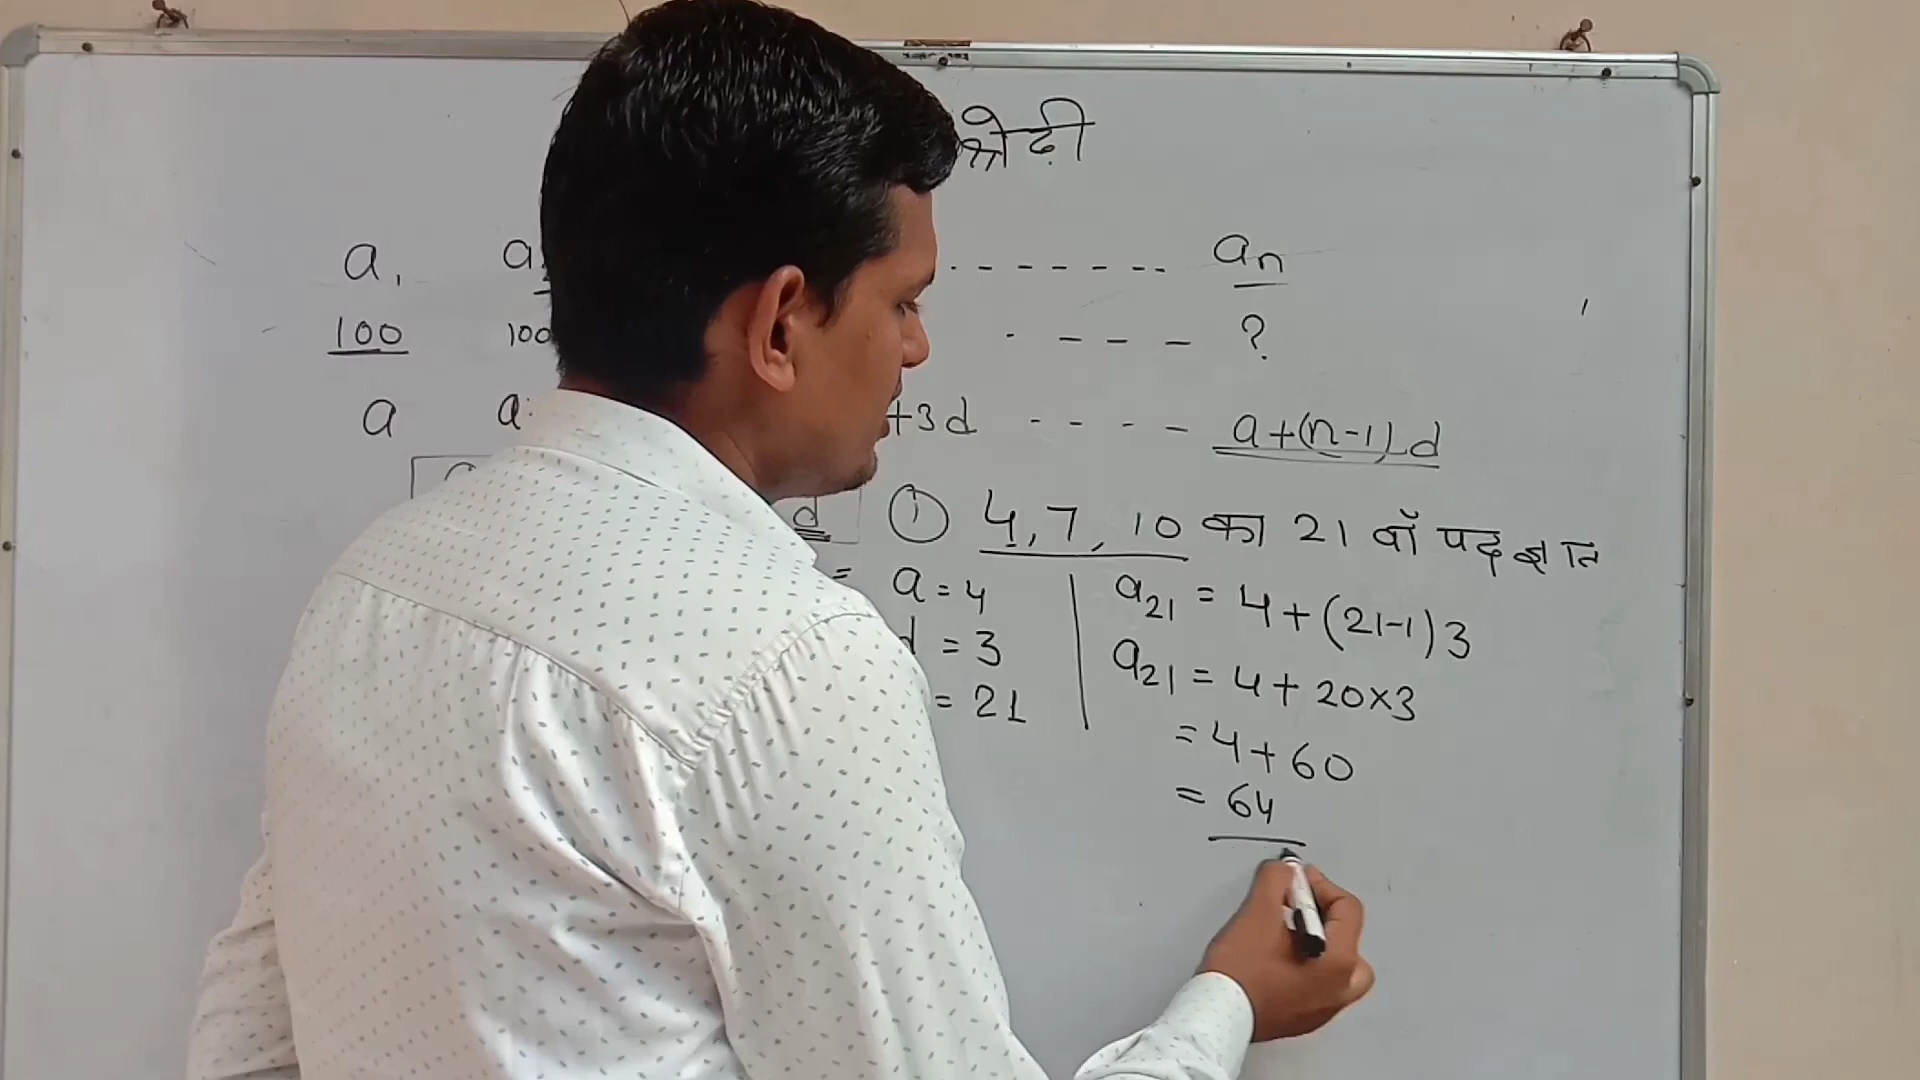 श्रेढ़ी
a₁ a - - - - - - - aₙ
100 100 - - - - ?
a a +3d - - - - a+(n-1)d
d ① 4, 7, 10 का 21 वाँ पद ज्ञात
= a = 4
d = 3
= 21
a₂₁ = 4+(21-1)3
a₂₁ = 4+20×3
= 4+60
= 64